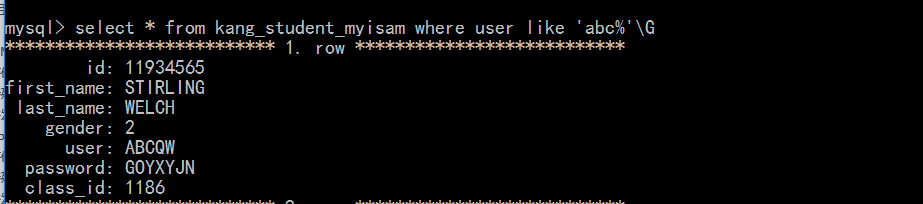 mysql> select * from kang_student_myisam where user like 'abc%'\G
*************************** 1. row ***************************
id: 11934565
first_name: STIRLING
last_name: WELCH
gender: 2
user: ABCQW
password: GOYXYJN
class_id: 1186